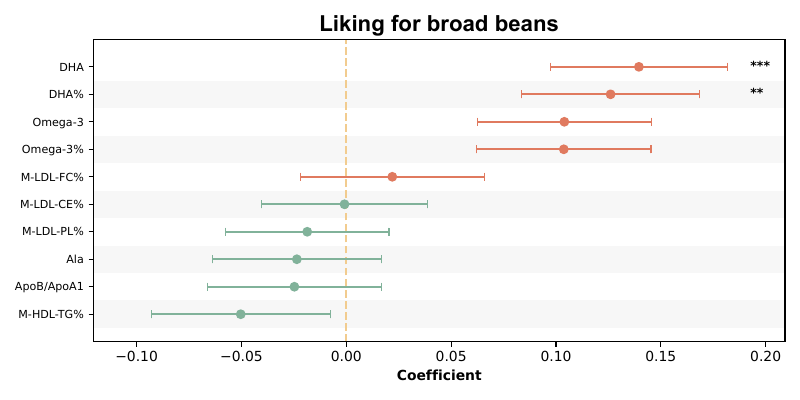 Liking for broad beans
DHA ***
DHA% **
Omega-3
Omega-3%
M-LDL-FC%
M-LDL-CE%
M-LDL-PL%
Ala
ApoB/ApoA1
M-HDL-TG%
−0.10 −0.05 0.00 0.05 0.10 0.15 0.20
Coefficient